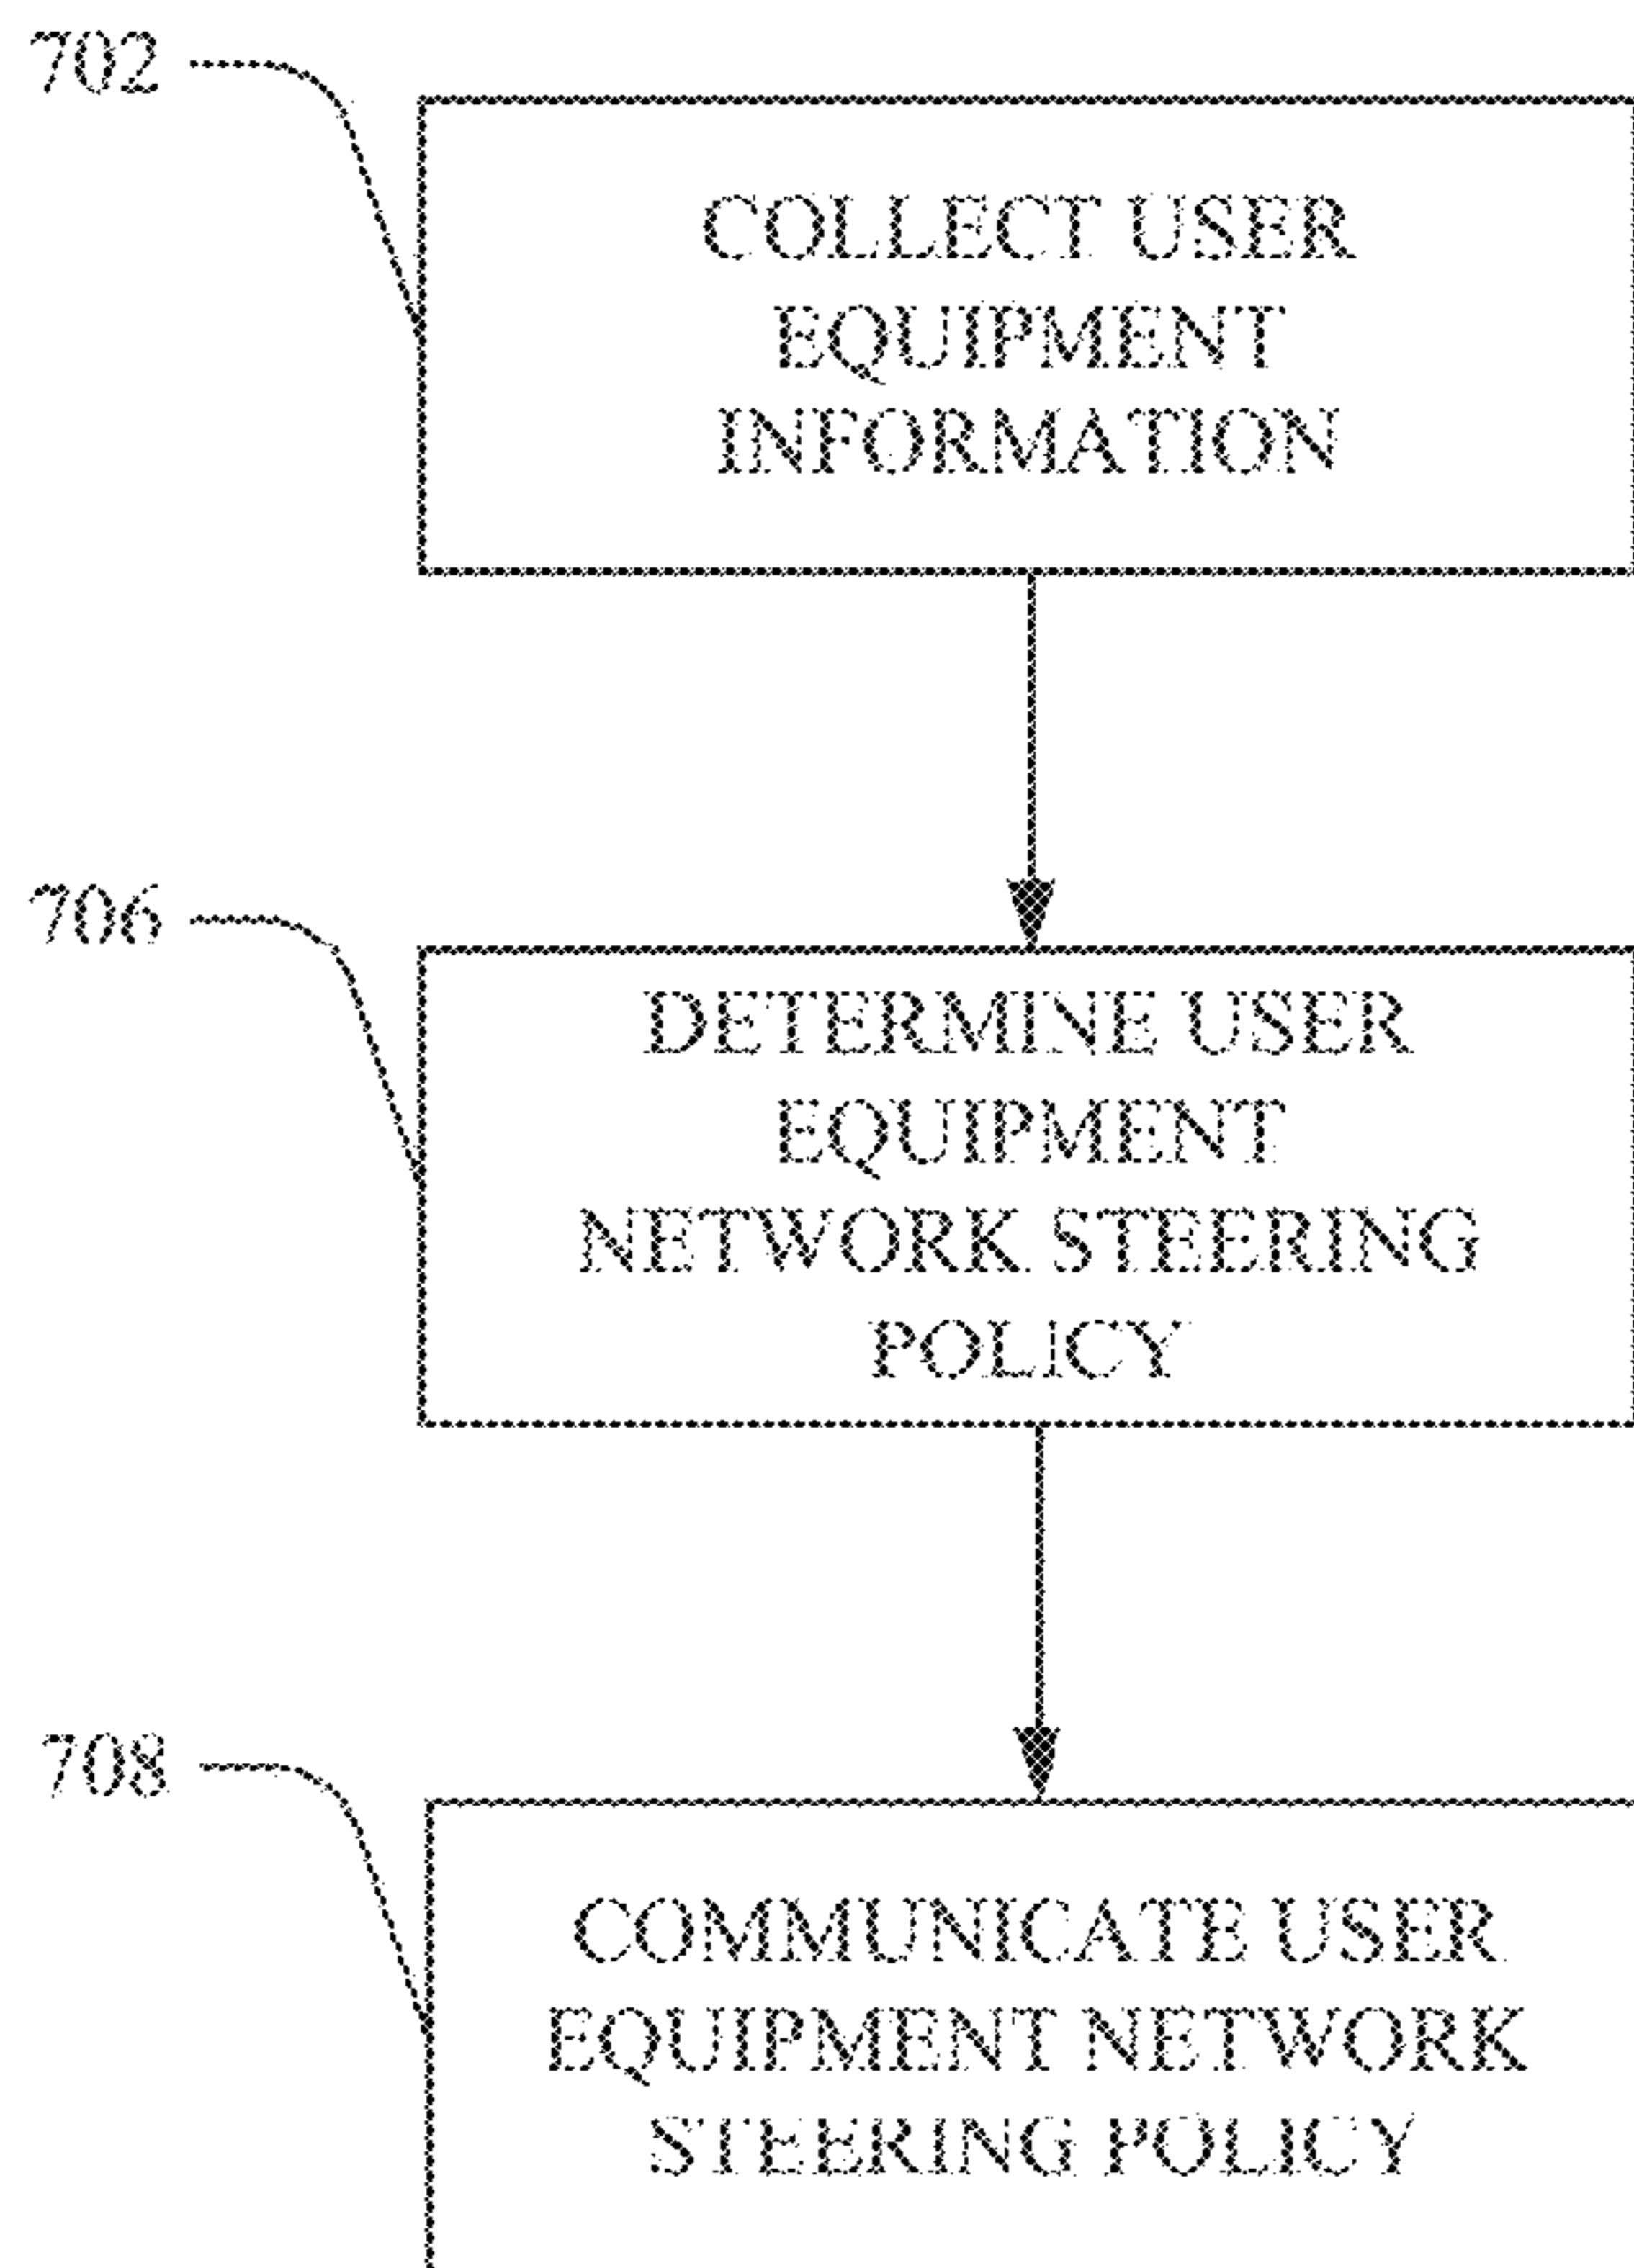 702
COLLECT USER
EQUIPMENT
INFORMATION
706
DETERMINE USER
EQUIPMENT
NETWORK STEERING
POLICY
708
COMMUNICATE USER
EQUIPMENT NETWORK
STEERING POLICY